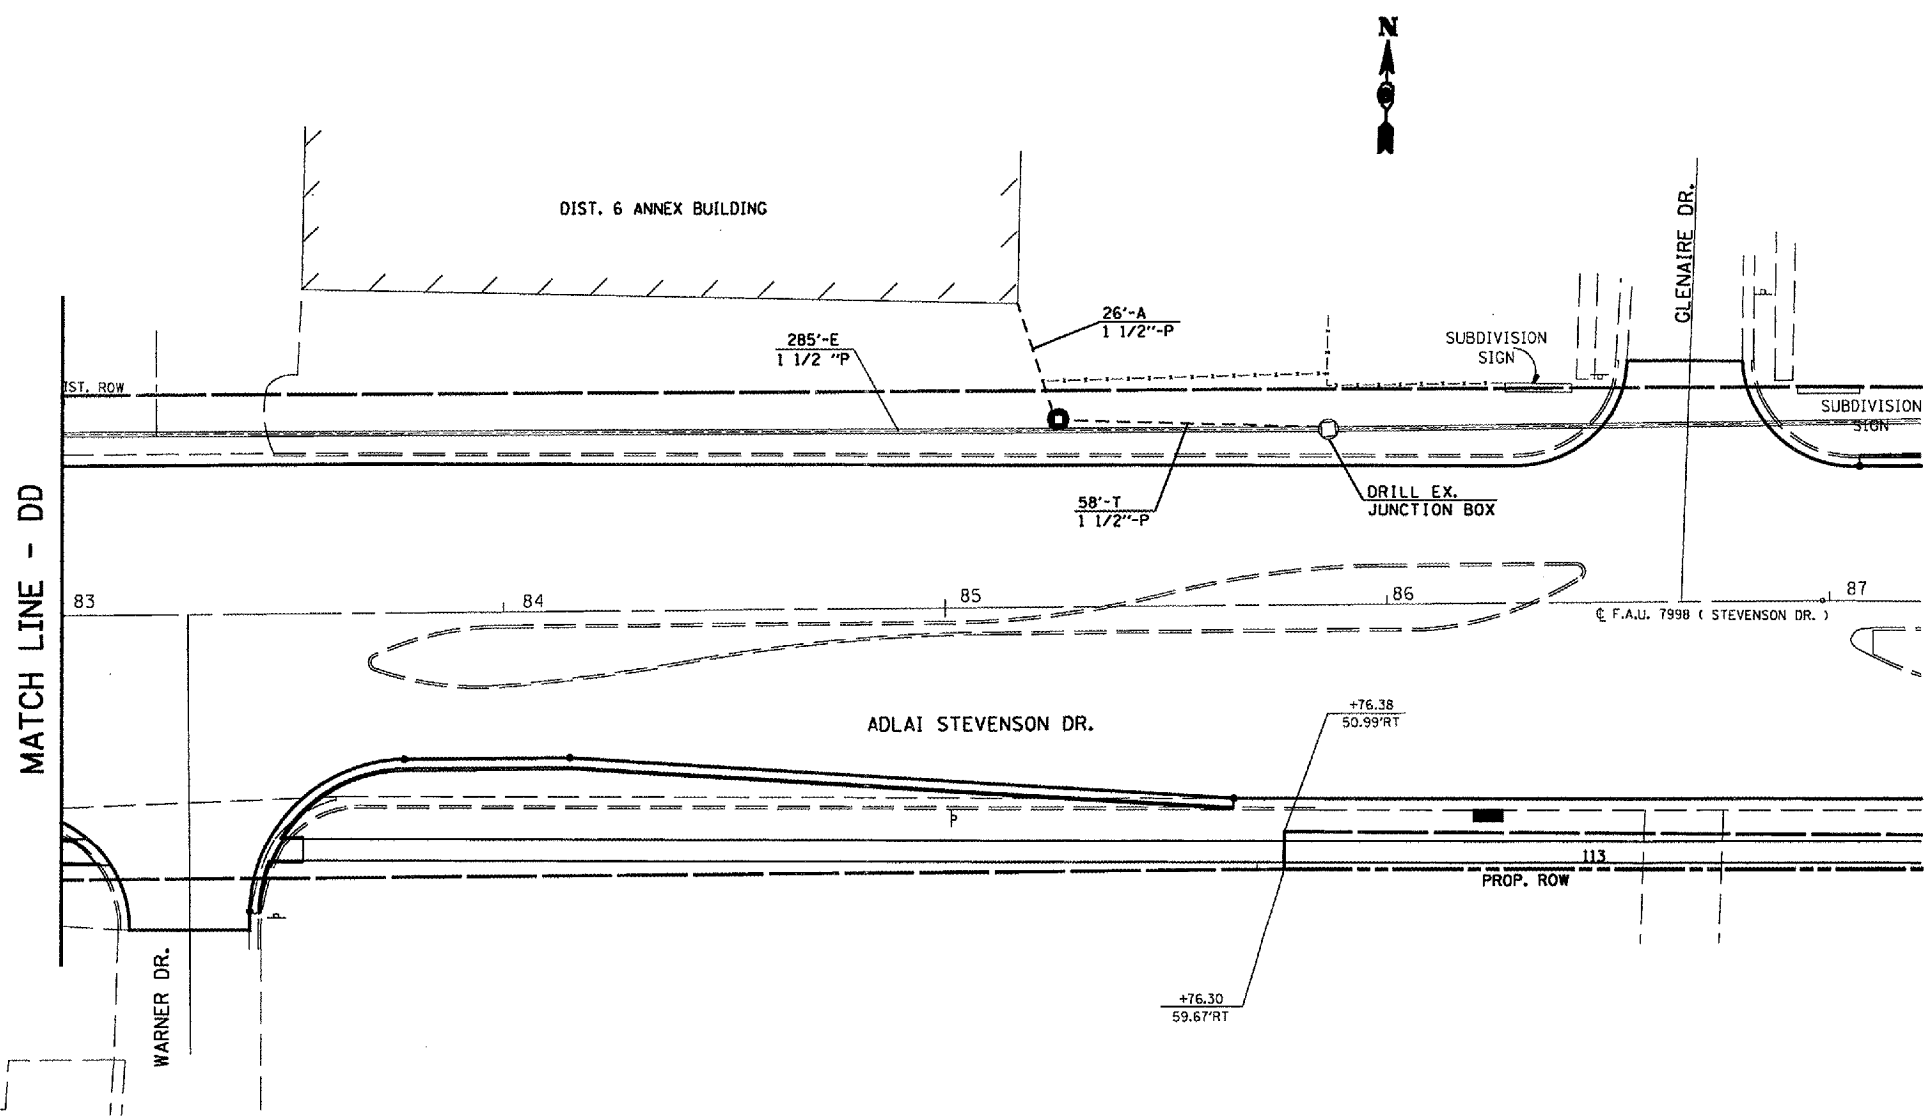 N
DIST. 6 ANNEX BUILDING
GLENAIRE DR.
26'-A
1 1/2"-P
285'-E
1 1/2 "P
SUBDIVISION
SIGN
IST. ROW
SUBDIVISION
SIGN
58'-T
1 1/2"-P
DRILL EX.
JUNCTION BOX
MATCH LINE - DD
83
84
85
86
87
℄ F.A.U. 7998 ( STEVENSON DR. )
ADLAI STEVENSON DR.
+76.38
50.99'RT
113
PROP. ROW
WARNER DR.
+76.30
59.67'RT